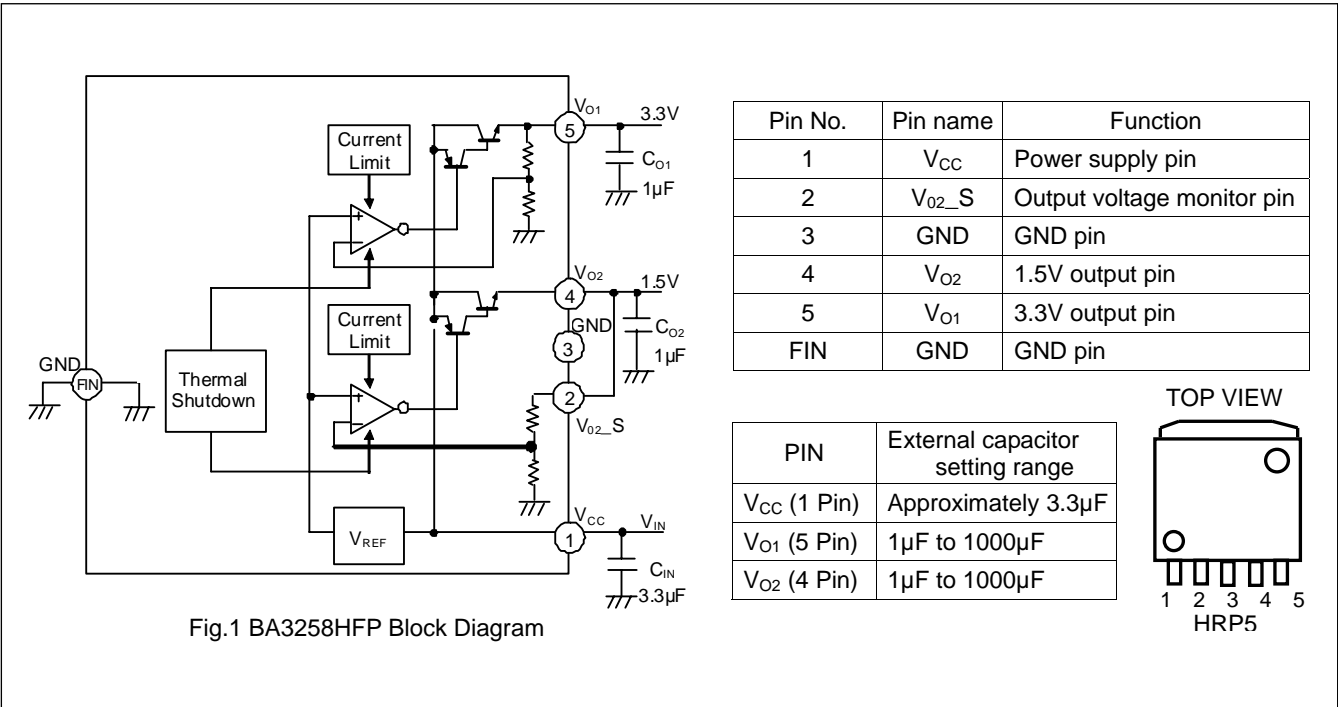 V_O1
3.3V
5
Current
Limit
C_O1
1µF
+
−
V_O2
1.5V
4
Current
Limit
GND
3
C_O2
1µF
GND
FIN
Thermal
Shutdown
+
−
2
V_02_S
V_CC
V_IN
V_REF
1
C_IN
3.3µF
Fig.1 BA3258HFP Block Diagram
Pin No. Pin name Function
1 V_CC Power supply pin
2 V_02_S Output voltage monitor pin
3 GND GND pin
4 V_O2 1.5V output pin
5 V_O1 3.3V output pin
FIN GND GND pin
PIN External capacitor
setting range
V_CC (1 Pin) Approximately 3.3µF
V_O1 (5 Pin) 1µF to 1000µF
V_O2 (4 Pin) 1µF to 1000µF
TOP VIEW
1 2 3 4 5
HRP5